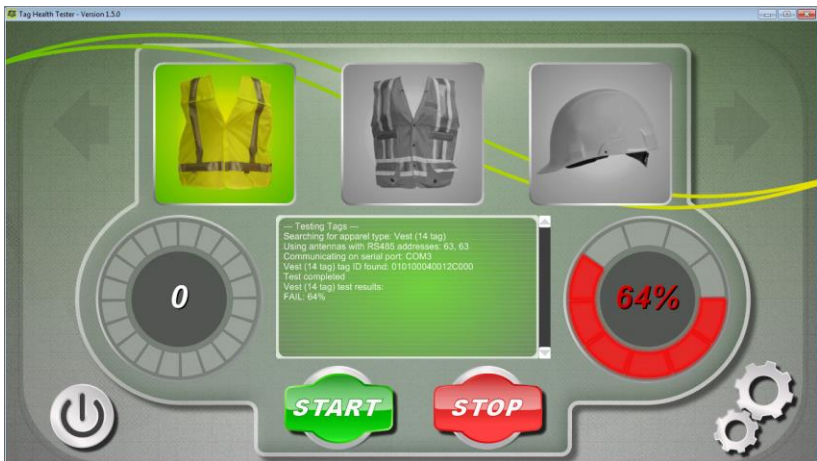 Tag Health Tester - Version 1.5.0
--- Testing Tags ---
Searching for apparel type: Vest (14 tag)
Using antennas with RS485 addresses: 63, 63
Communicating on serial port: COM3
Vest (14 tag) tag ID found: 010100040012C000
Test completed
Vest (14 tag) test results:
FAIL: 64%
0
64%
START
STOP